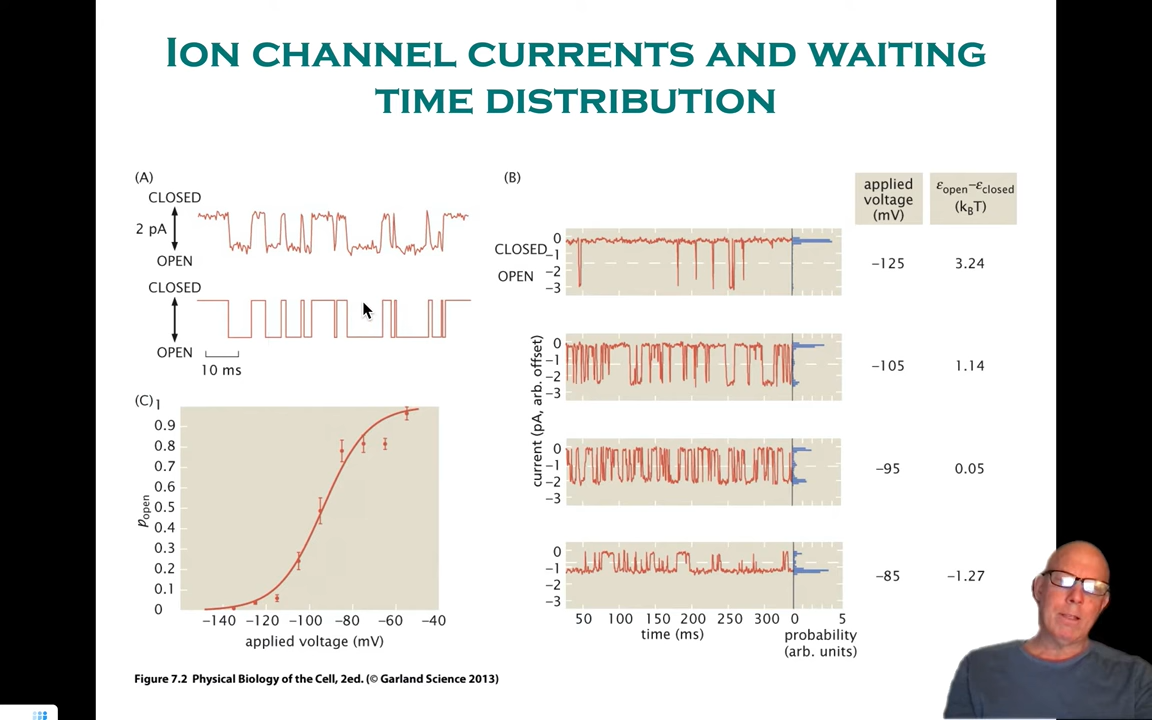 ION CHANNEL CURRENTS AND WAITING
TIME DISTRIBUTION
(A)
CLOSED
2 pA
OPEN
CLOSED
OPEN
10 ms
(B)
applied
voltage
(mV)
εopen–εclosed
(kBT)
CLOSED
OPEN
0
−1
−2
−3
−125
3.24
0
−1
−2
−3
−105
1.14
0
−1
−2
−3
−95
0.05
0
−1
−2
−3
−85
−1.27
current (pA, arb. offset)
50 100 150 200 250 300
time (ms)
0 5
probability
(arb. units)
(C)
1
0.9
0.8
0.7
0.6
0.5
0.4
0.3
0.2
0.1
0
popen
−140 −120 −100 −80 −60 −40
applied voltage (mV)
Figure 7.2 Physical Biology of the Cell, 2ed. (© Garland Science 2013)